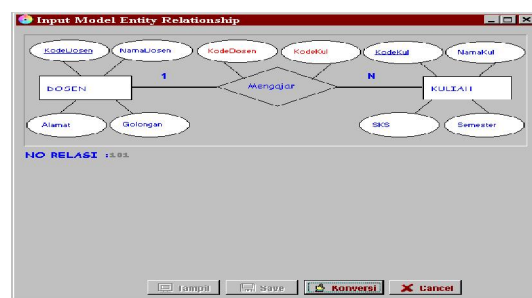 Input Model Entity Relationship
KodeDosen NamaDosen KodeDosen KodeKul KodeKul NamaKul
1 N
DOSEN Mengajar KULIAH
Alamat Golongan SKS Semester
NO RELASI :101
Tampil Save Konversi Cancel